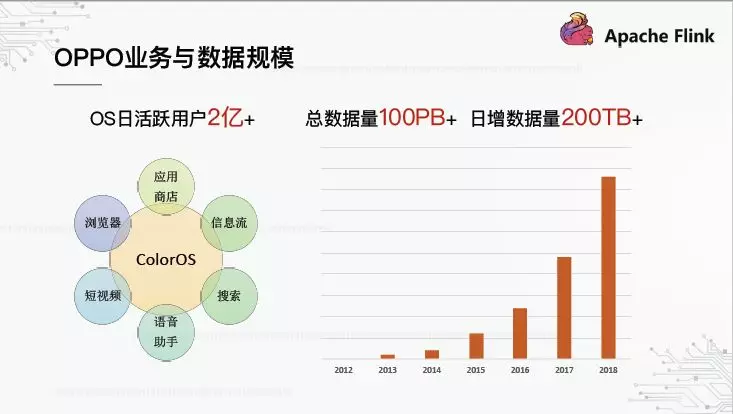 Apache Flink
OPPO业务与数据规模
OS日活跃用户2亿+
总数据量100PB+ 日增数据量200TB+
应用
商店
浏览器
信息流
ColorOS
短视频
搜索
语音
助手
2012 2013 2014 2015 2016 2017 2018